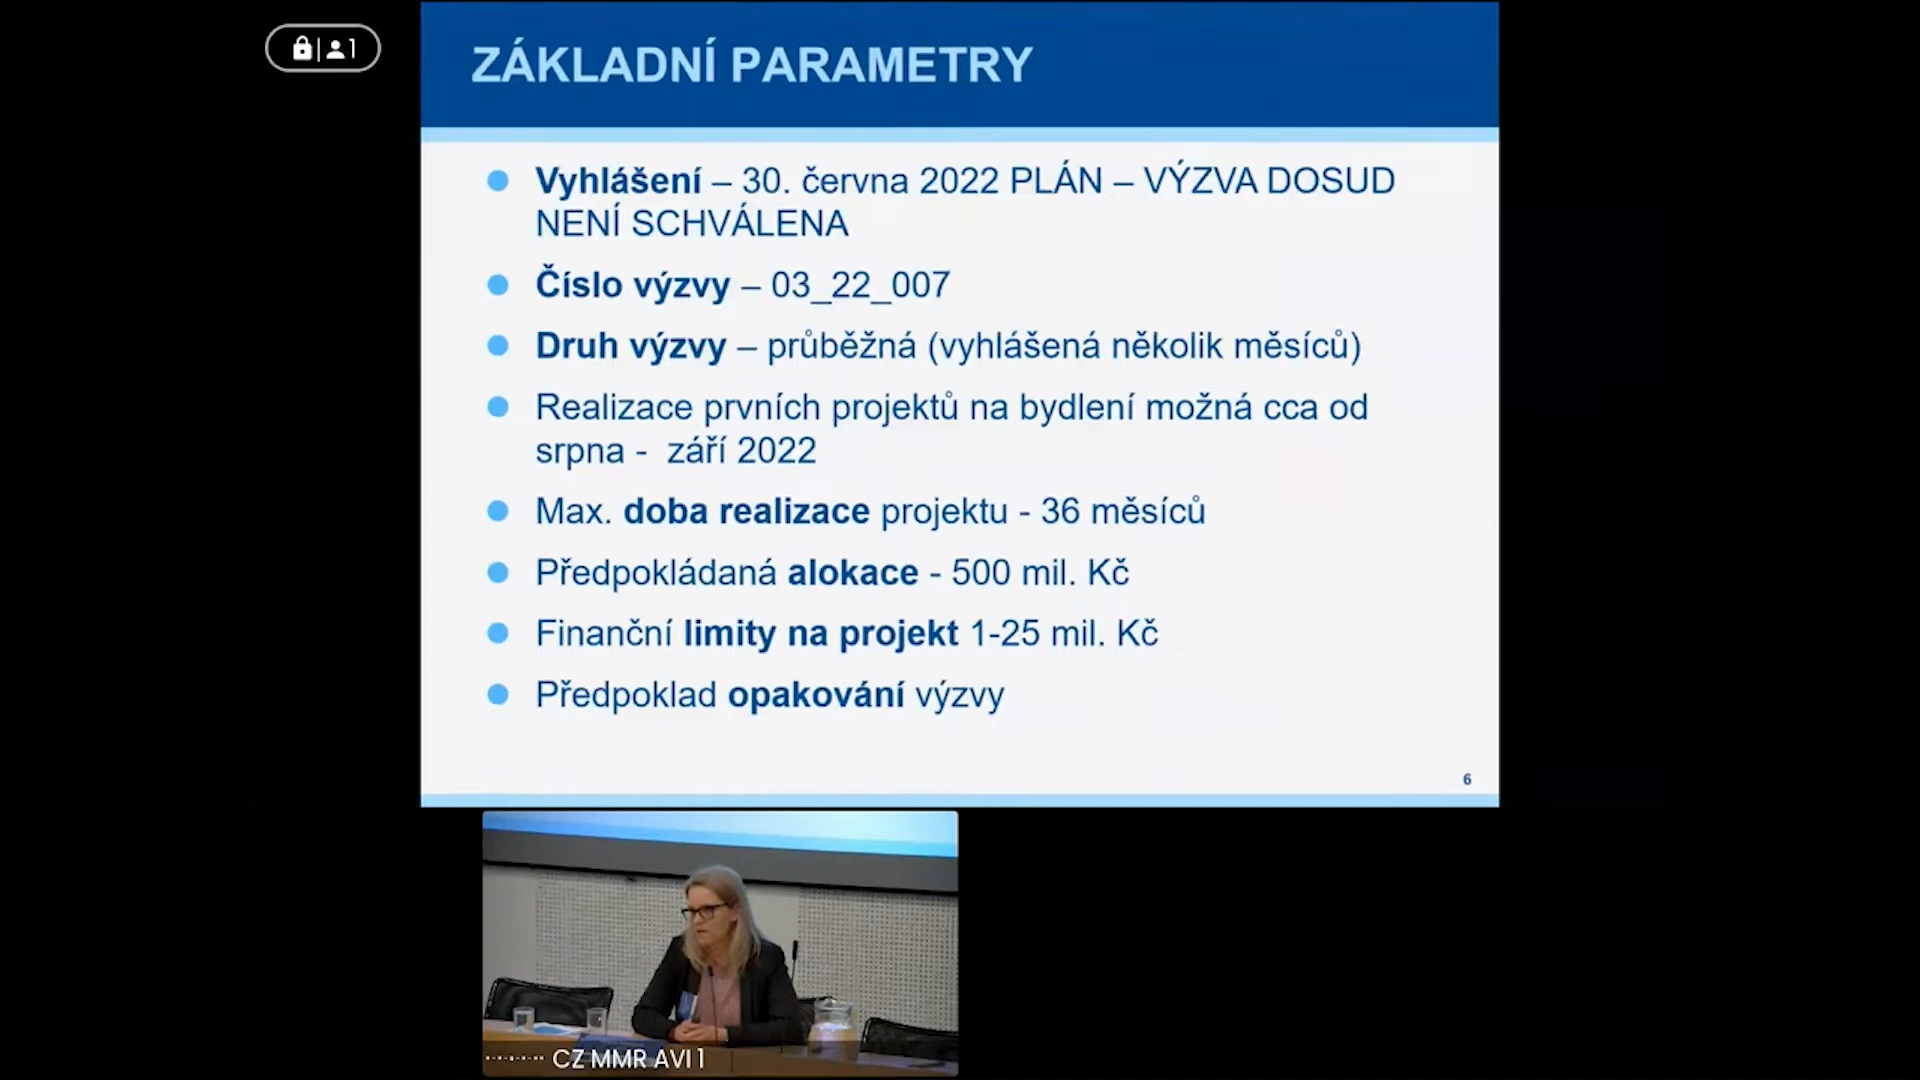 1
ZÁKLADNÍ PARAMETRY
Vyhlášení – 30. června 2022 PLÁN – VÝZVA DOSUD
NENÍ SCHVÁLENA
Číslo výzvy – 03_22_007
Druh výzvy – průběžná (vyhlášená několik měsíců)
Realizace prvních projektů na bydlení možná cca od
srpna - září 2022
Max. doba realizace projektu - 36 měsíců
Předpokládaná alokace - 500 mil. Kč
Finanční limity na projekt 1-25 mil. Kč
Předpoklad opakování výzvy
6
CZ MMR AVI 1